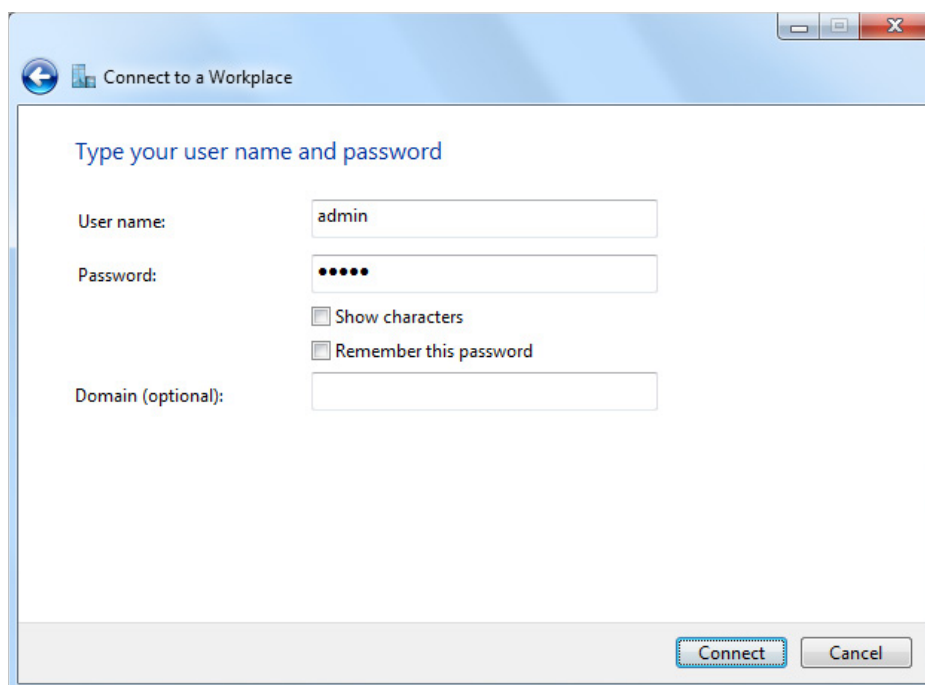 Connect to a Workplace
Type your user name and password
User name: admin
Password: •••••
Show characters
Remember this password
Domain (optional):
Connect Cancel